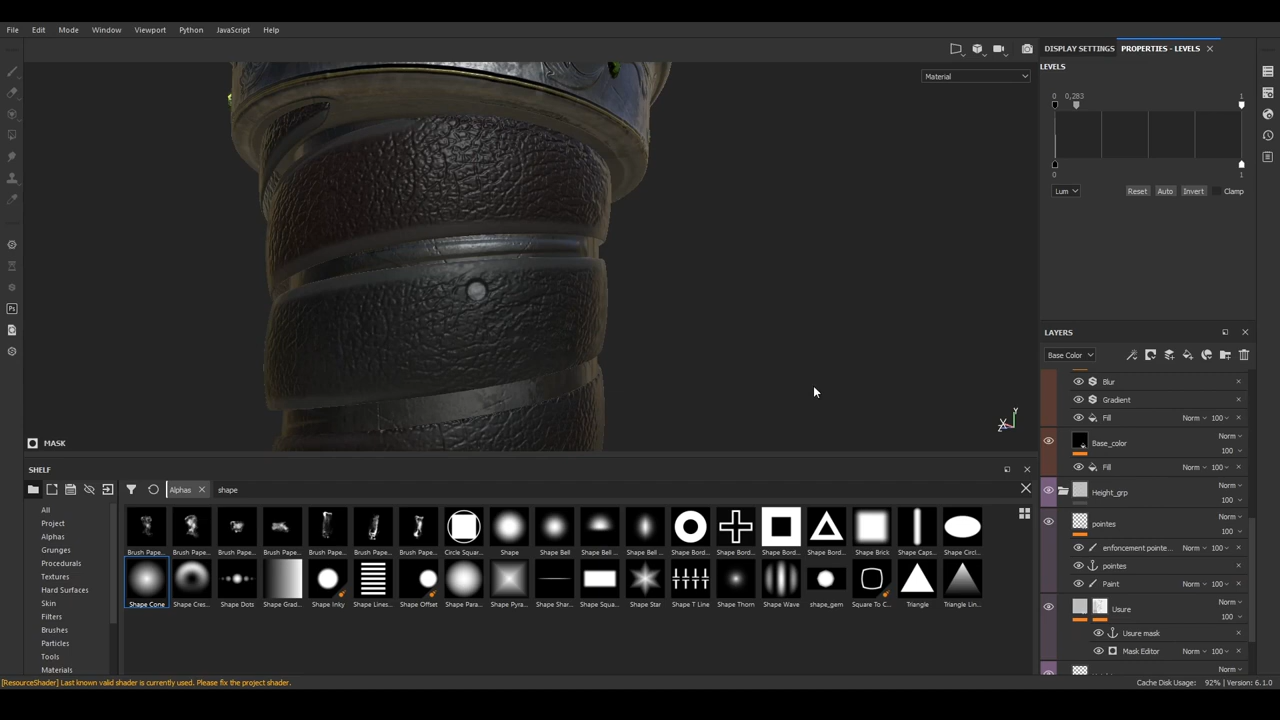 File Edit Mode Window Viewport Python JavaScript Help
DISPLAY SETTINGS PROPERTIES - LEVELS
LEVELS
Material
0 0,283 1
0 1
Lum Reset Auto Invert Clamp
Y
X
Z
MASK
LAYERS
Base Color
Blur
Gradient
Fill Norm 100
Base_color Norm
100
Fill Norm 100
Height_grp Norm
100
pointes Norm
100
enfoncement pointe... Norm 100
pointes
Paint Norm 100
Usure Norm
100
Usure mask
Mask Editor Norm 100
Norm
SHELF
Alphas shape
All
Project
Alphas
Grunges
Procedurals
Textures
Hard Surfaces
Skin
Filters
Brushes
Particles
Tools
Materials
Brush Pape... Brush Pape... Brush Pape... Brush Pape... Brush Pape... Brush Pape... Brush Pape... Circle Squar... Shape Shape Bell Shape Bell ... Shape Bell ... Shape Bord... Shape Bord... Shape Bord... Shape Bord... Shape Brick Shape Caps... Shape Circl...
Shape Cone Shape Cres... Shape Dots Shape Grad... Shape Inky Shape Lines... Shape Offset Shape Para... Shape Pyra... Shape Shar... Shape Squa... Shape Star Shape T Line Shape Thorn Shape Wave shape_gem Square To C... Triangle Triangle Lin...
Ps
[ResourceShader] Last known valid shader is currently used. Please fix the project shader.
Cache Disk Usage: 92% | Version: 6.1.0